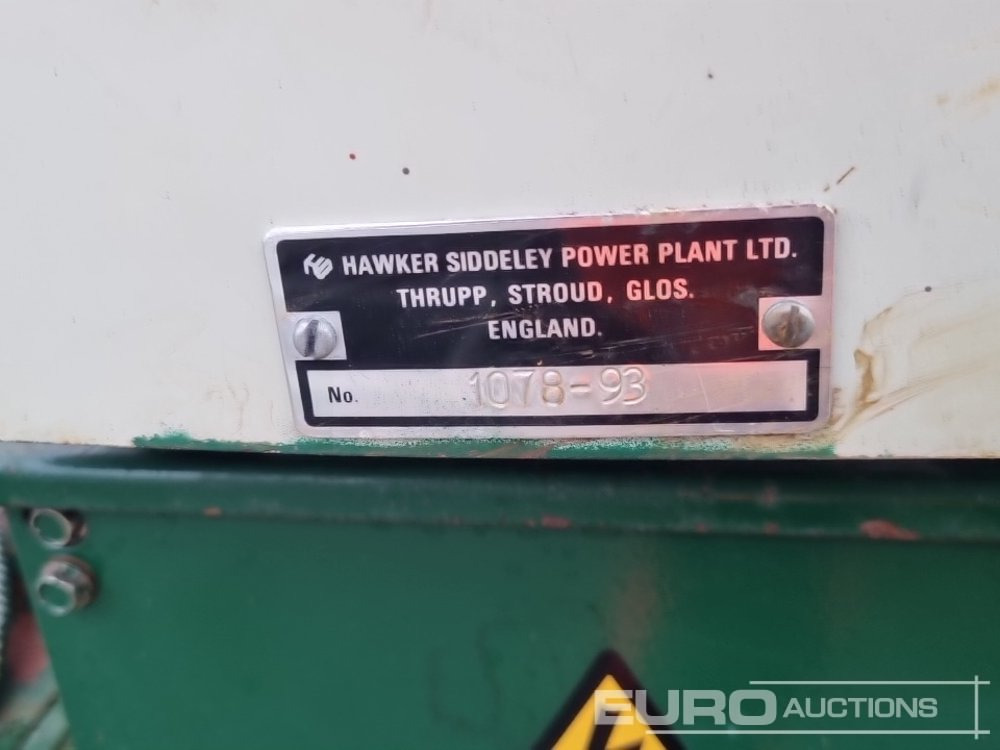 HAWKER SIDDELEY POWER PLANT LTD.
THRUPP, STROUD, GLOS.
ENGLAND.
No. 1078-93
EURO AUCTIONS